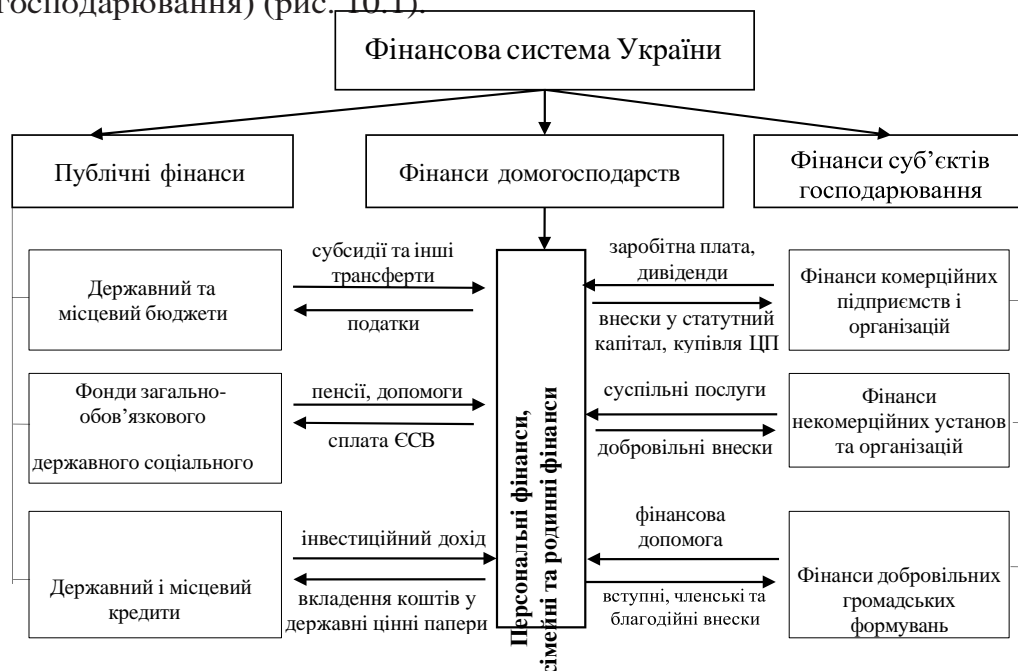 господарювання) (рис. 10.1).
Фінансова система України
Публічні фінанси
Фінанси домогосподарств
Фінанси суб’єктів
господарювання
Державний та
місцевий бюджети
субсидії та інші
трансферти
податки
заробітна плата,
дивіденди
внески у статутний
капітал, купівля ЦП
Фінанси комерційних
підприємств і
організацій
Фонди загально-
обов’язкового
державного соціального
пенсії, допомоги
сплата ЄСВ
Персональні фінанси,
сімейні та родинні фінанси
суспільні послуги
добровільні внески
Фінанси
некомерційних установ
та організацій
Державний і місцевий
кредити
інвестиційний дохід
вкладення коштів у
державні цінні папери
фінансова
допомога
вступні, членські та
благодійні внески
Фінанси добровільних
громадських
формувань